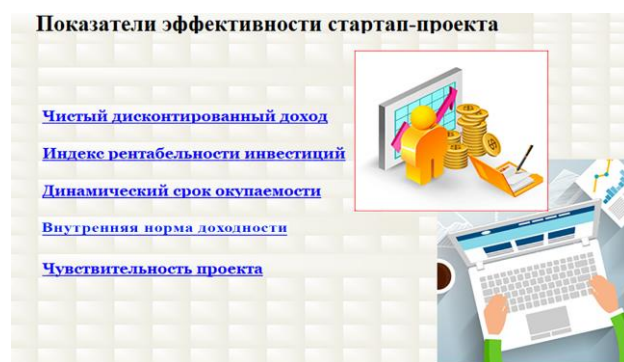 Показатели эффективности стартап-проекта
Чистый дисконтированный доход
Индекс рентабельности инвестиций
Динамический срок окупаемости
Внутренняя норма доходности
Чувствительность проекта